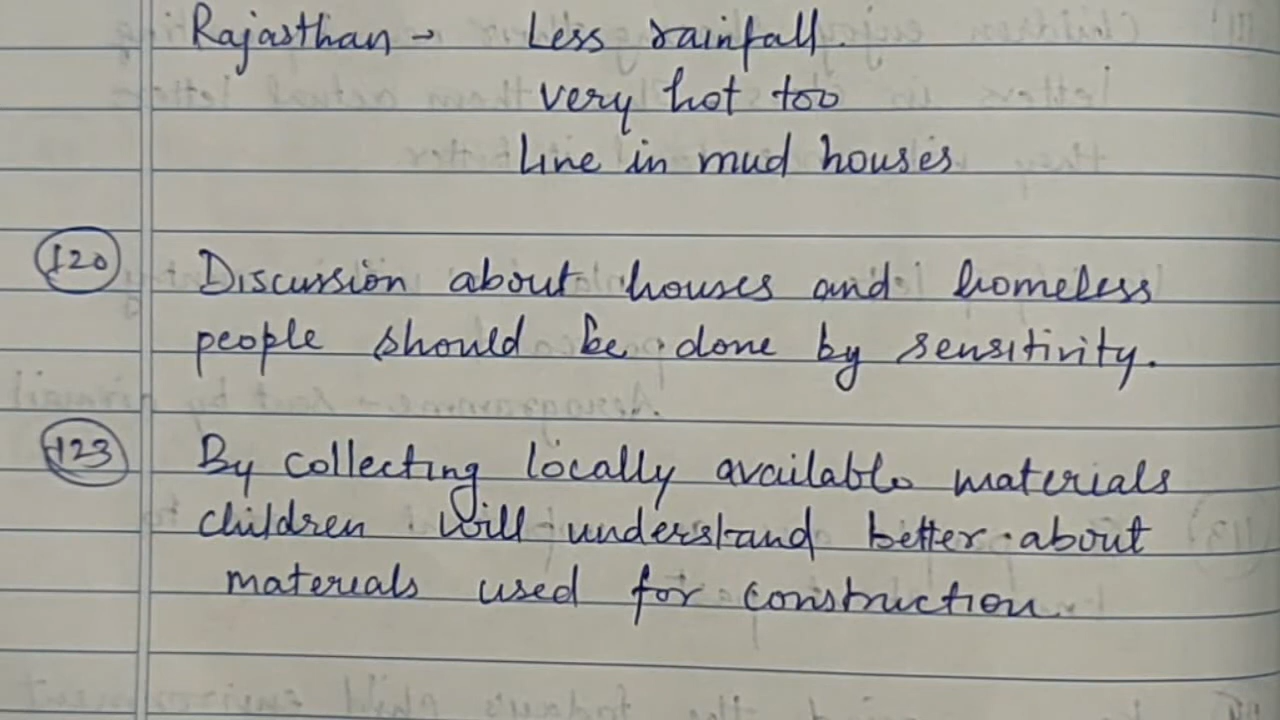 Rajasthan → Less rainfall.
very hot too
Line in mud houses
120 Discussion about houses and homeless
people should be done by sensitivity.
123 By collecting locally available materials
children will understand better about
materials used for construction